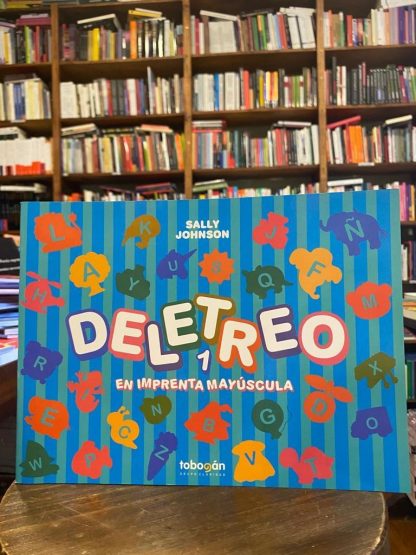 SALLY
JOHNSON
L K J Ñ
A Y U S Q F
H M
DELETREO
1
EN IMPRENTA MAYÚSCULA
R X
E C N B G O
W P Z D V T
tobogán